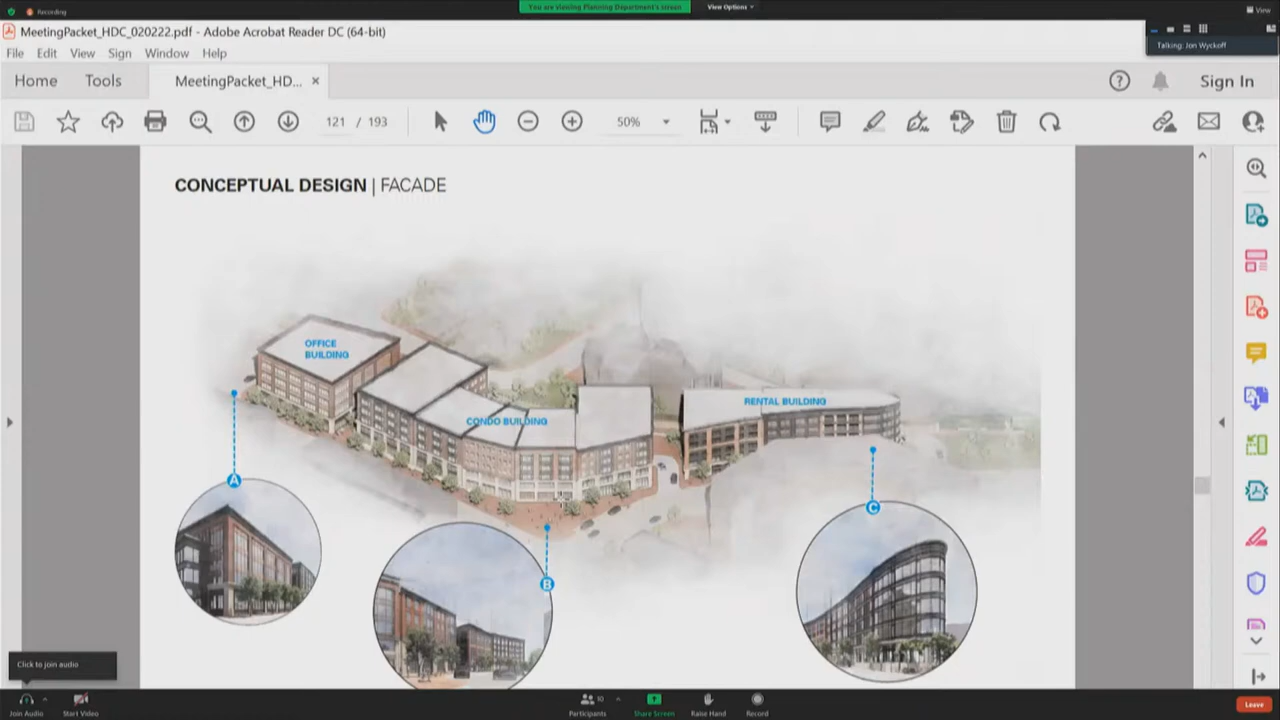 Recording
You are viewing Planning Department's screen
View Options
View
MeetingPacket_HDC_020222.pdf - Adobe Acrobat Reader DC (64-bit)
Talking: Jon Wyckoff
File Edit View Sign Window Help
Home Tools MeetingPacket_HD... × Sign In
121 / 193 50%
CONCEPTUAL DESIGN | FACADE
OFFICE
BUILDING
CONDO BUILDING
RENTAL BUILDING
A
B
C
Click to join audio
Join Audio
Start Video
Participants
10
Share Screen
Raise Hand
Record
Leave